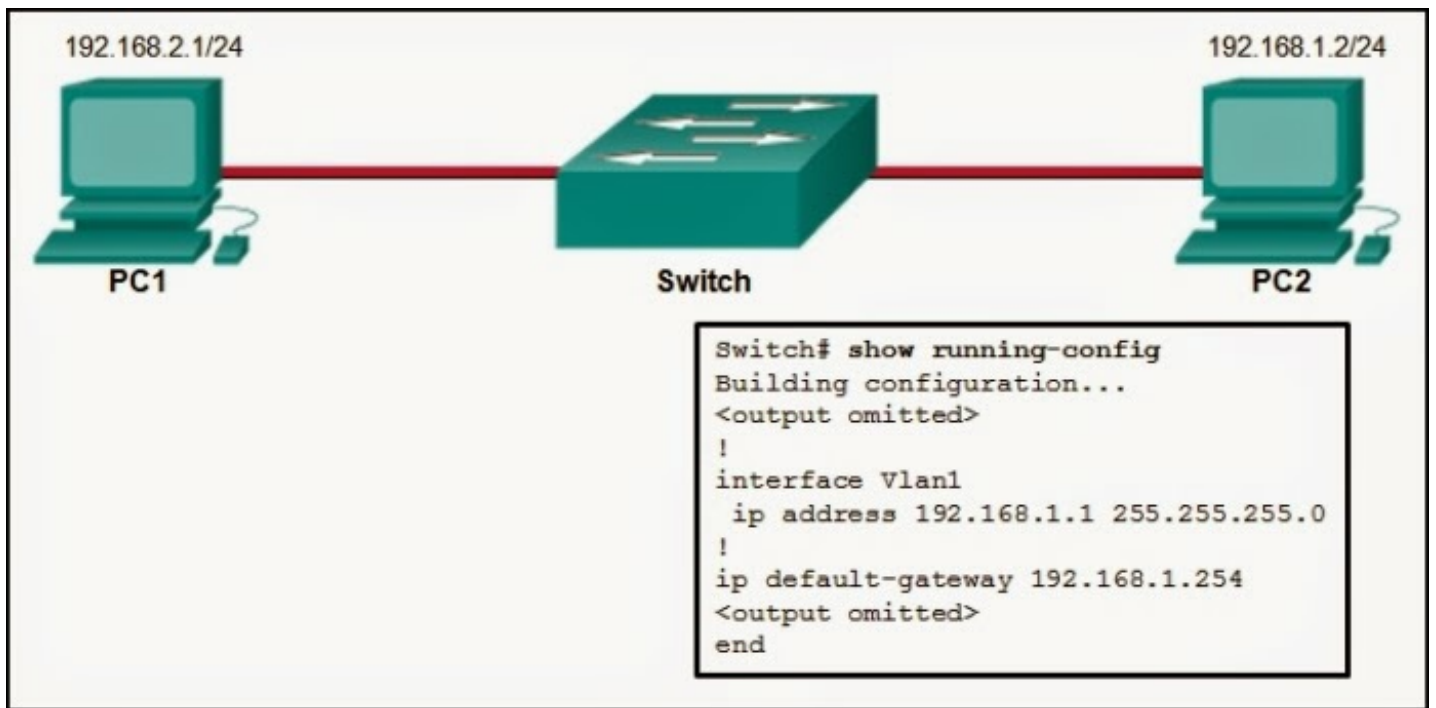 192.168.2.1/24
192.168.1.2/24
PC1
Switch
PC2
Switch# show running-config
Building configuration...
<output omitted>
!
interface Vlan1
 ip address 192.168.1.1 255.255.255.0
!
ip default-gateway 192.168.1.254
<output omitted>
end